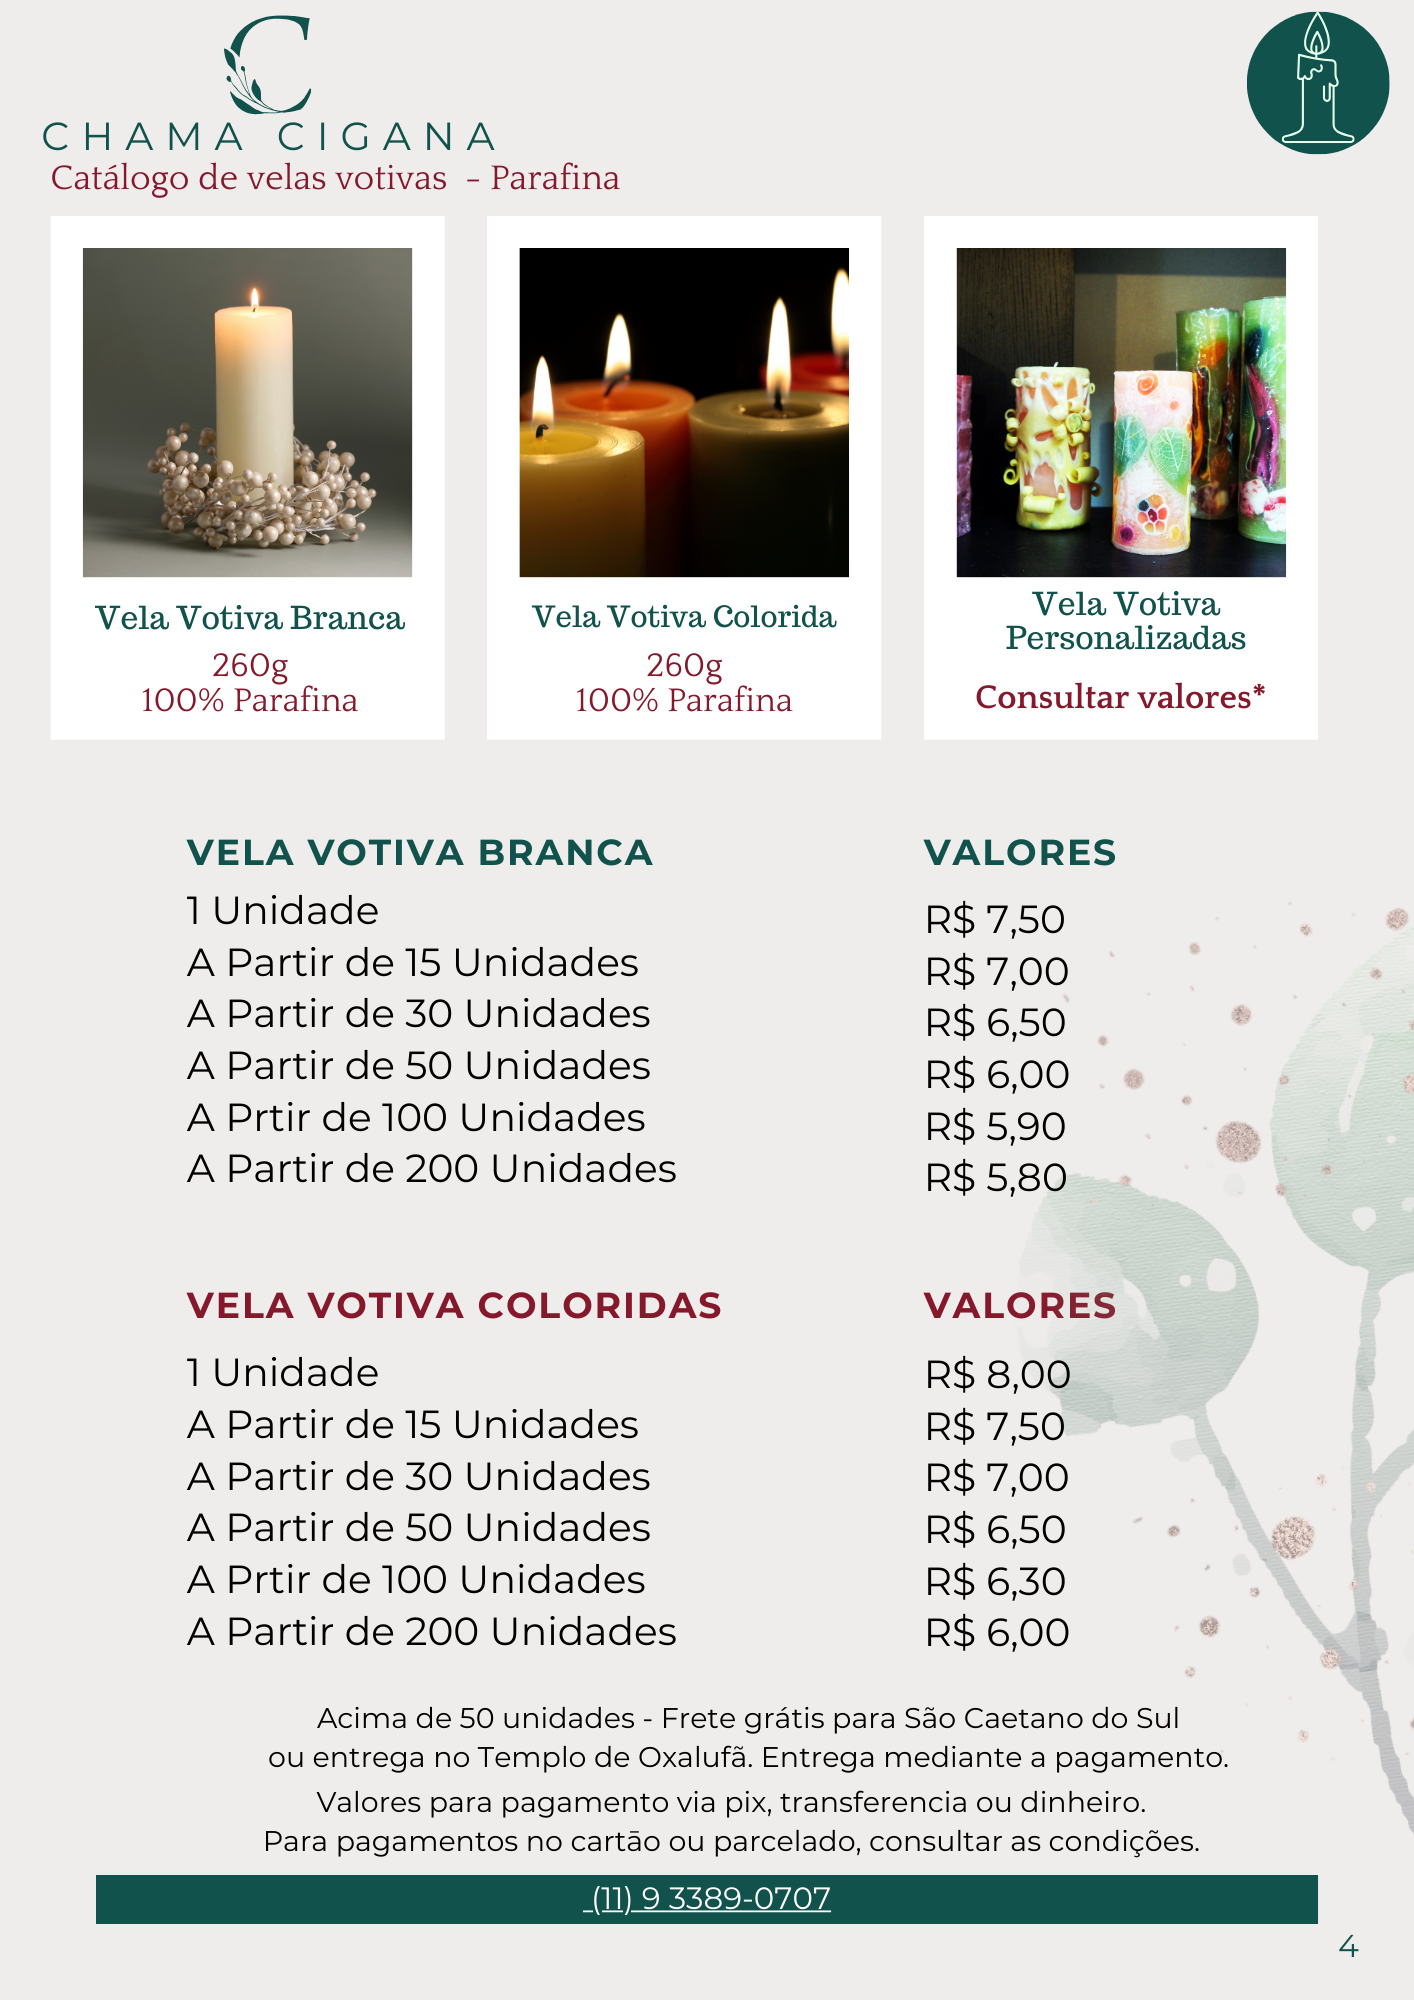 C
CHAMA CIGANA
Catálogo de velas votivas - Parafina
Vela Votiva Branca
260g
100% Parafina
Vela Votiva Colorida
260g
100% Parafina
Vela Votiva
Personalizadas
Consultar valores*
VELA VOTIVA BRANCA VALORES
1 Unidade R$ 7,50
A Partir de 15 Unidades R$ 7,00
A Partir de 30 Unidades R$ 6,50
A Partir de 50 Unidades R$ 6,00
A Prtir de 100 Unidades R$ 5,90
A Partir de 200 Unidades R$ 5,80
VELA VOTIVA COLORIDAS VALORES
1 Unidade R$ 8,00
A Partir de 15 Unidades R$ 7,50
A Partir de 30 Unidades R$ 7,00
A Partir de 50 Unidades R$ 6,50
A Prtir de 100 Unidades R$ 6,30
A Partir de 200 Unidades R$ 6,00
Acima de 50 unidades - Frete grátis para São Caetano do Sul
ou entrega no Templo de Oxalufã. Entrega mediante a pagamento.
Valores para pagamento via pix, transferencia ou dinheiro.
Para pagamentos no cartāo ou parcelado, consultar as condições.
(11) 9 3389-0707
4